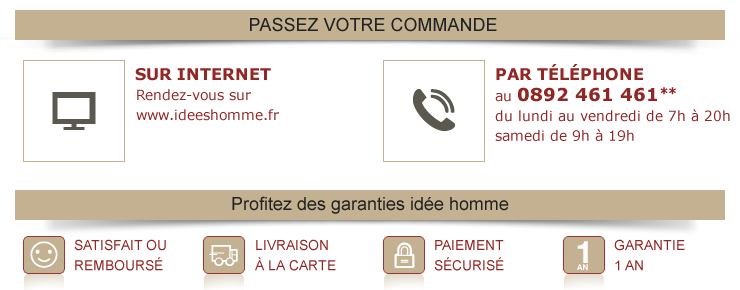 PASSEZ VOTRE COMMANDE
SUR INTERNET
Rendez-vous sur
www.ideeshomme.fr
PAR TÉLÉPHONE
au 0892 461 461**
du lundi au vendredi de 7h à 20h
samedi de 9h à 19h
Profitez des garanties idée homme
SATISFAIT OU
REMBOURSÉ
LIVRAISON
À LA CARTE
PAIEMENT
SÉCURISÉ
1
AN
GARANTIE
1 AN